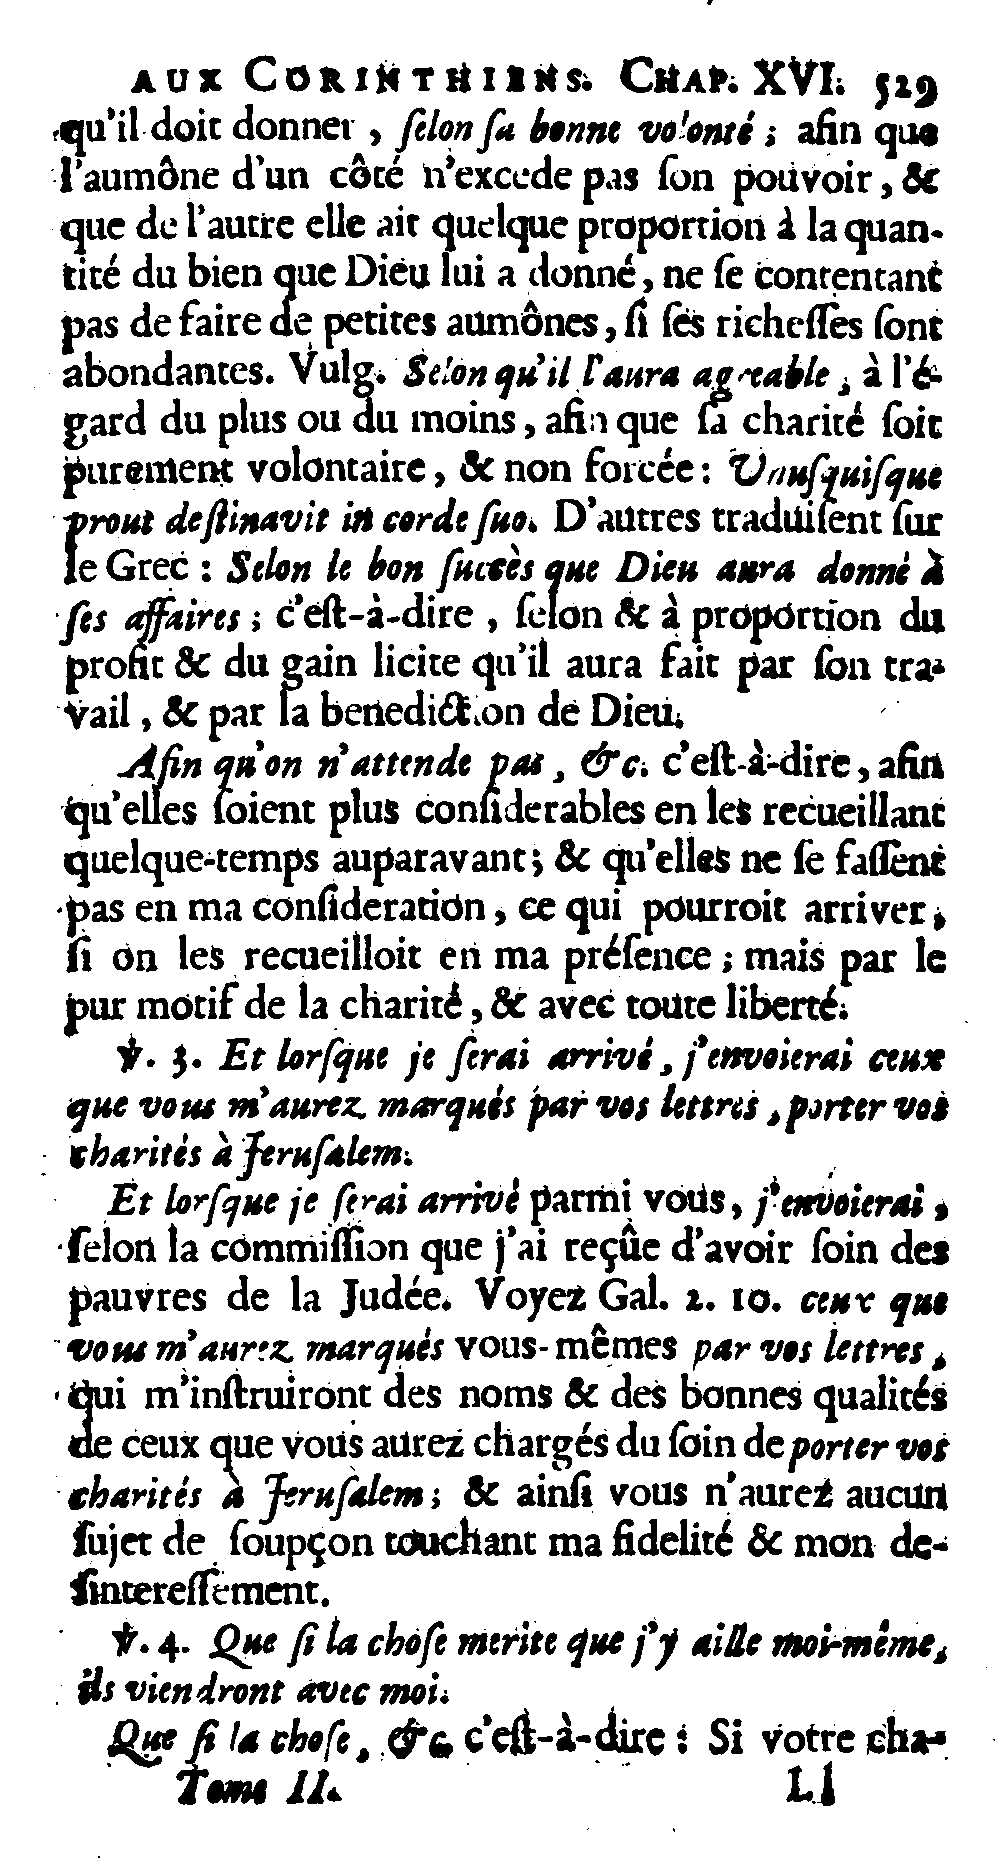 AUX CORINTHIENS. CHAP. XVI. 529
qu'il doit donner, ſelon ſa bonne volonté ; afin que
l'aumône d'un côté n'excede pas ſon pouvoir, &
que de l'autre elle ait quelque proportion à la quan-
tité du bien que Dieu lui a donné, ne ſe contentant
pas de faire de petites aumônes, ſi ſes richeſſes ſont
abondantes. Vulg. Selon qu'il l'aura agreable, à l'é-
gard du plus ou du moins, afin que ſa charité ſoit
purement volontaire, & non forcée : Unuſquiſque
prout deſtinavit in corde ſuo. D'autres traduiſent ſur
le Grec : Selon le bon ſuccès que Dieu aura donné à
ſes affaires ; c'eſt-à-dire, ſelon & à proportion du
profit & du gain licite qu'il aura fait par ſon tra-
vail, & par la benediction de Dieu.
Afin qu'on n'attende pas, &c. c'eſt-à-dire, afin
qu'elles ſoient plus conſiderables en les recueillant
quelque-temps auparavant ; & qu'elles ne ſe faſſent
pas en ma conſideration, ce qui pourroit arriver,
ſi on les recueilloit en ma préſence ; mais par le
pur motif de la charité, & avec toute liberté.
℣. 3. Et lorſque je ſerai arrivé, j'envoierai ceux
que vous m'aurez marqués par vos lettres, porter vos
charités à Jeruſalem.
Et lorſque je ſerai arrivé parmi vous, j'envoierai,
ſelon la commiſſion que j'ai reçûe d'avoir ſoin des
pauvres de la Judée. Voyez Gal. 2. 10. ceux que
vous m'aurez marqués vous-mêmes par vos lettres,
qui m'inſtruiront des noms & des bonnes qualités
de ceux que vous aurez chargés du ſoin de porter vos
charités à Jeruſalem ; & ainſi vous n'aurez aucun
ſujet de ſoupçon touchant ma fidelité & mon de-
ſintereſſement.
℣. 4. Que ſi la choſe merite que j'y aille moi-même,
ils viendront avec moi.
Que ſi la choſe, &c. c'eſt-à-dire : Si votre cha-
Tome II. Ll